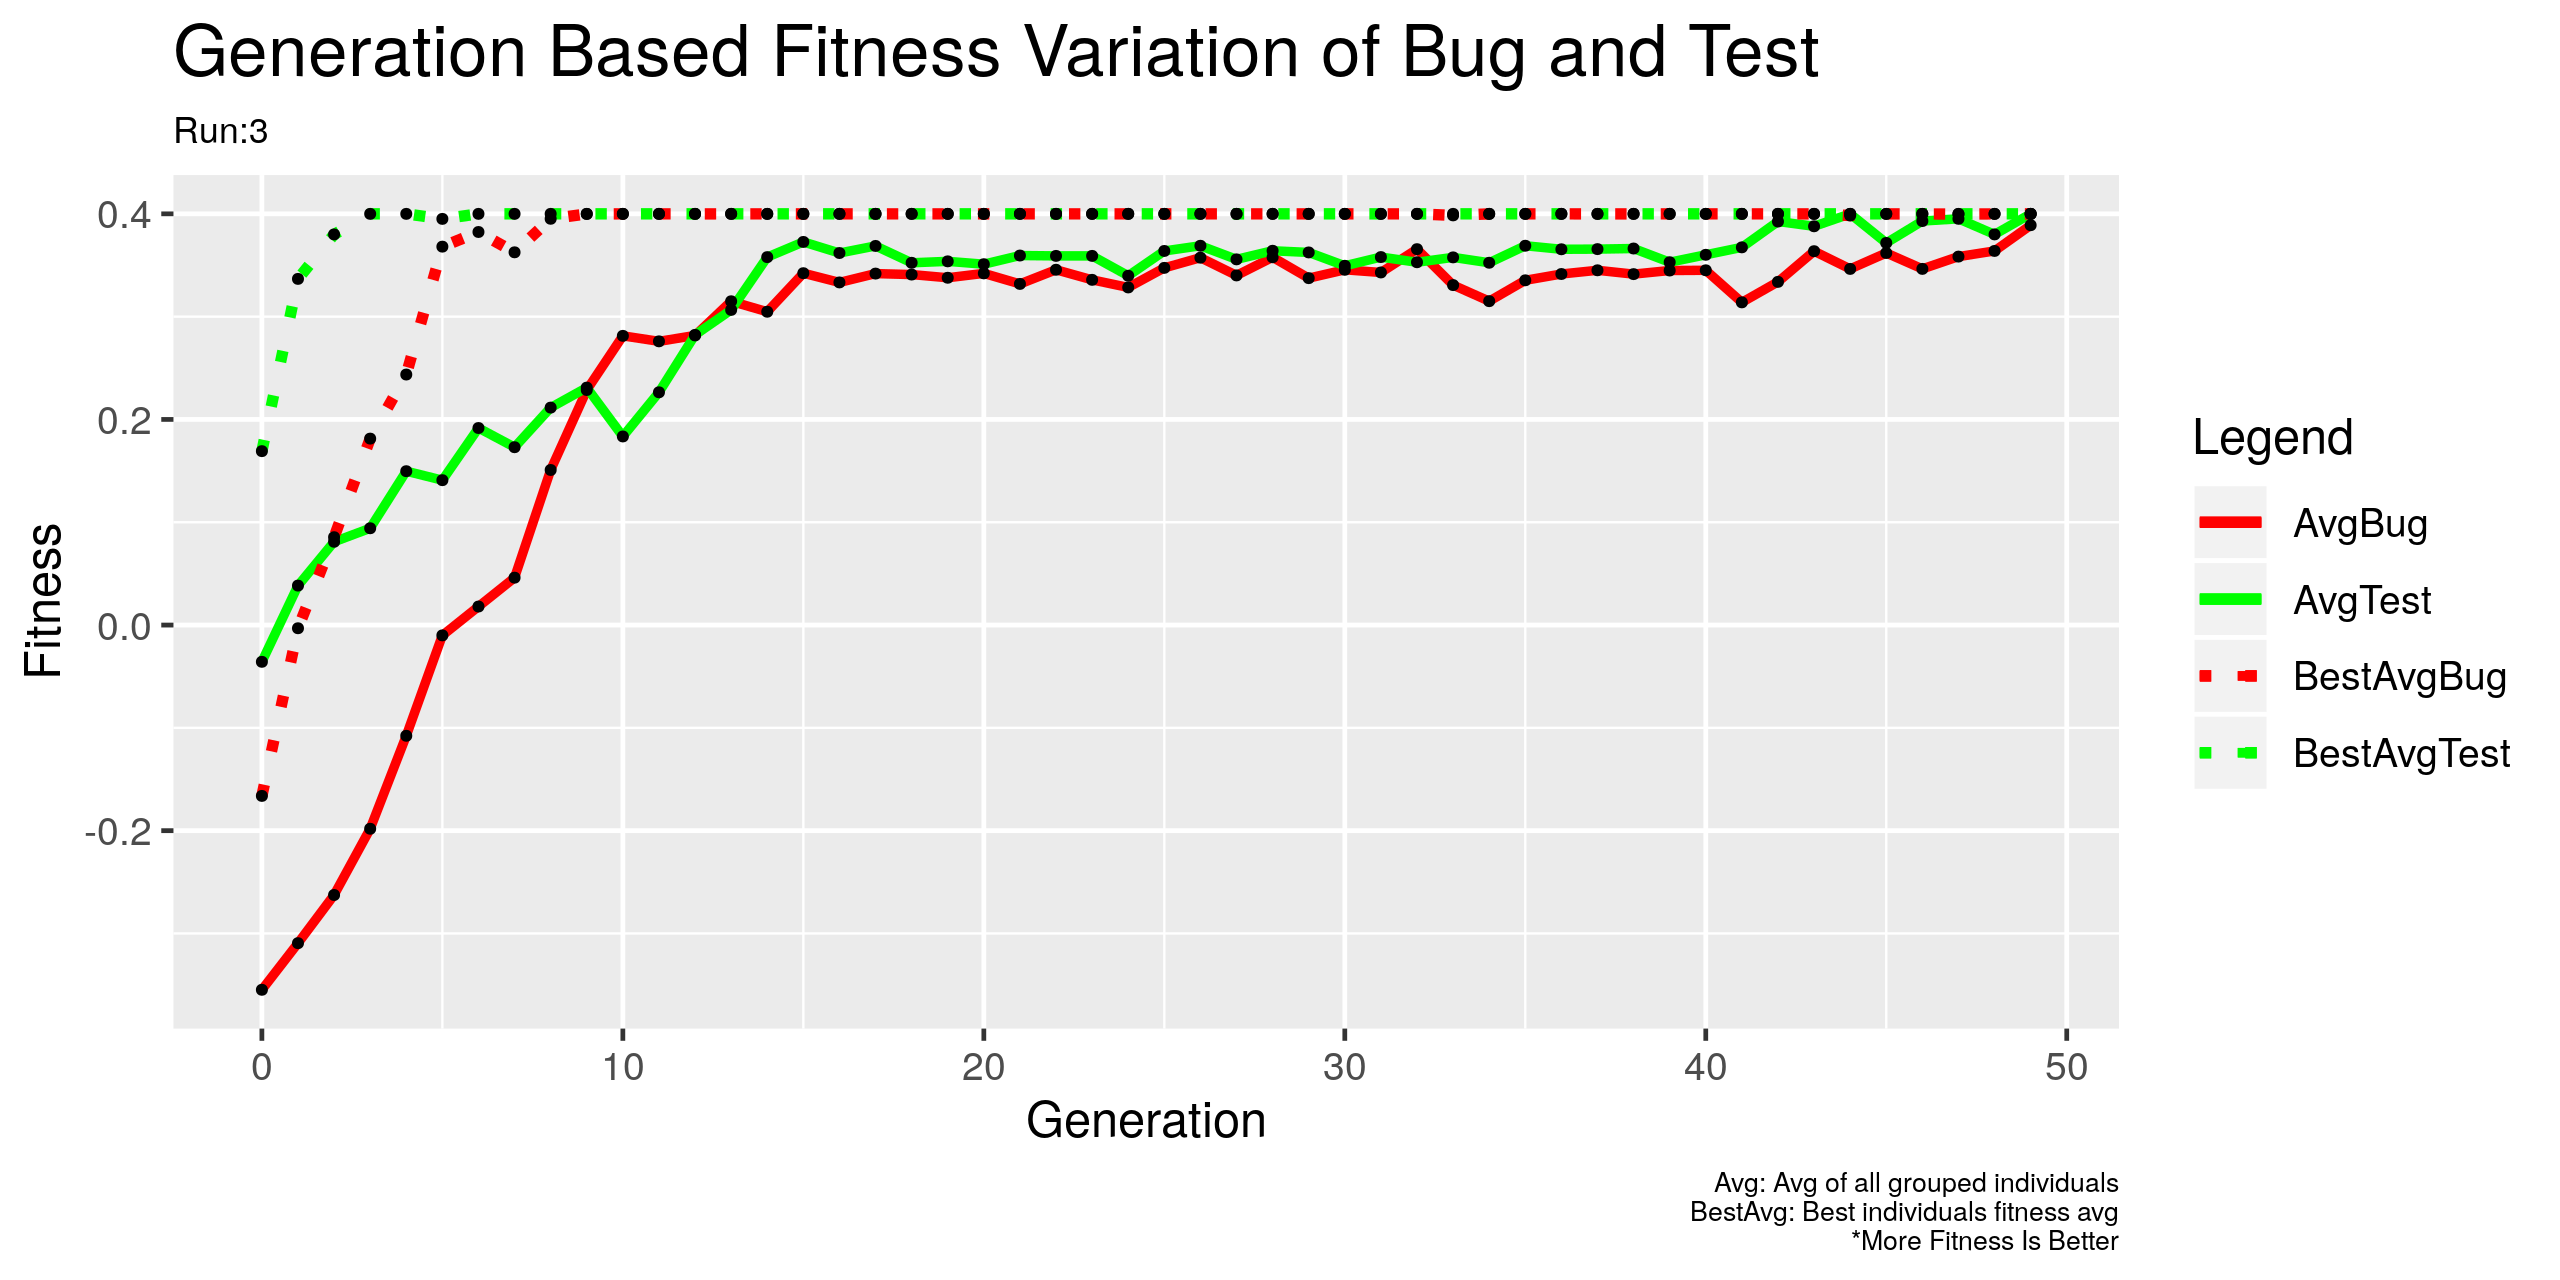 Generation Based Fitness Variation of Bug and Test
Run:3
Fitness
0.4
0.2
0.0
-0.2
0
10
20
30
40
50
Generation
Legend
AvgBug
AvgTest
BestAvgBug
BestAvgTest
Avg: Avg of all grouped individuals
BestAvg: Best individuals fitness avg
*More Fitness Is Better